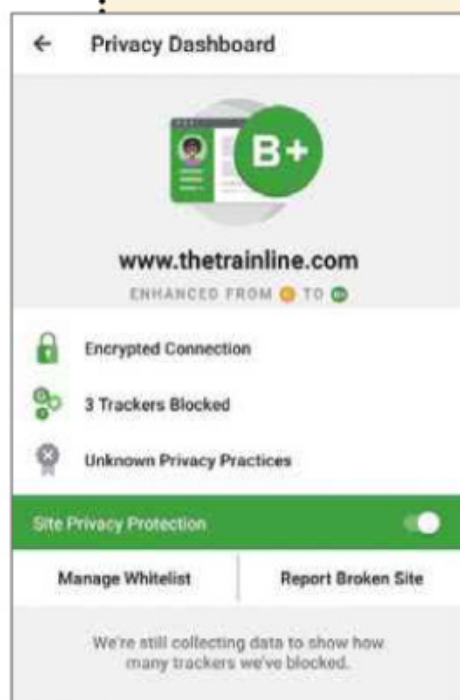 Privacy Dashboard
B+
www.thetrainline.com
ENHANCED FROM TO B+
Encrypted Connection
3 Trackers Blocked
Unknown Privacy Practices
Site Privacy Protection
Manage Whitelist
Report Broken Site
We're still collecting data to show how
many trackers we've blocked.